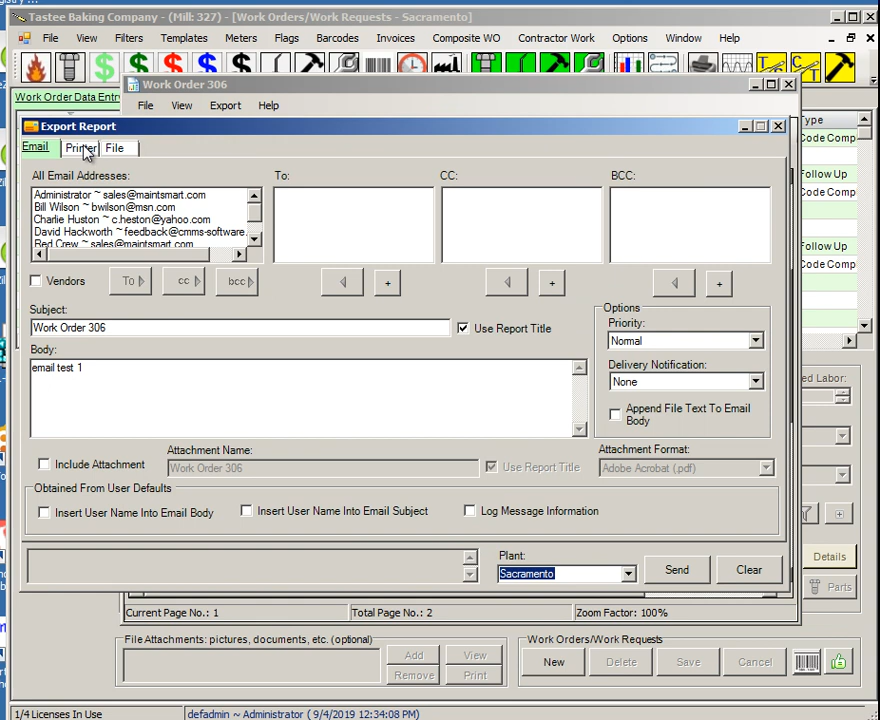 Tastee Baking Company - (Mill: 327) - [Work Orders/Work Requests - Sacramento]
File View Filters Templates Meters Flags Barcodes Invoices Composite WO Contractor Work Options Window Help
$ $ $ $
Work Order Data Entry
Work Order 306
File View Export Help
Type
Code Comp
Follow Up
Follow Up
Code Comp
Export Report
Email Printer File
All Email Addresses: To: CC: BCC:
Administrator ~ sales@maintsmart.com
Bill Wilson ~ bwilson@msn.com
Charlie Huston ~ c.heston@yahoo.com
David Hackworth ~ feedback@cmms-software.
Red Crew ~ sales@maintsmart.com
Vendors To cc bcc + + +
Subject:
Work Order 306
Use Report Title
Options
Priority:
Normal
Delivery Notification:
None
Append File Text To Email
Body
Body:
email test 1
Include Attachment
Attachment Name:
Work Order 306
Use Report Title
Attachment Format:
Adobe Acrobat (.pdf)
Obtained From User Defaults
Insert User Name Into Email Body Insert User Name Into Email Subject Log Message Information
Plant:
Sacramento
Send Clear
ed Labor:
Details
Parts
Current Page No.: 1 Total Page No.: 2 Zoom Factor: 100%
File Attachments: pictures, documents, etc. (optional)
Add View
Remove Print
Work Orders/Work Requests
New Delete Save Cancel
1/4 Licenses In Use defadmin ~ Administrator ( 9/4/2019 12:34:08 PM)